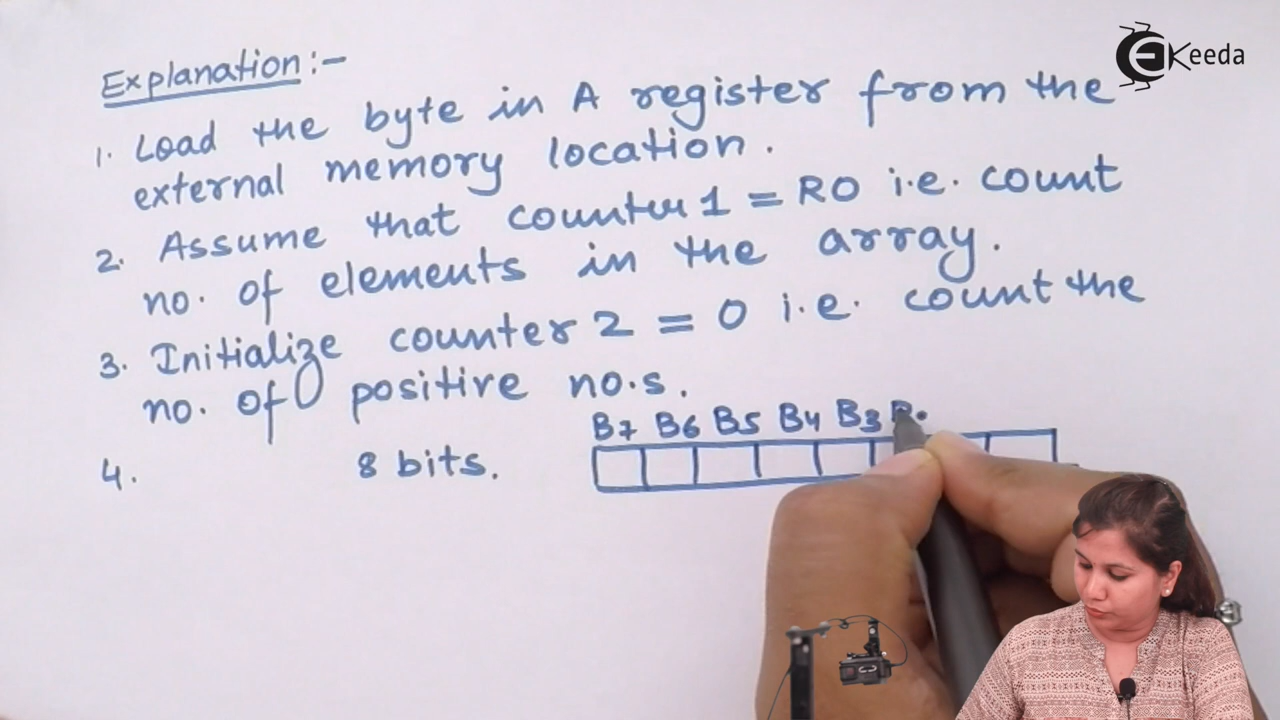 Explanation:-
Keeda
1. Load the byte in A register from the
external memory location.
2. Assume that counter 1 = R0 i.e. count
no. of elements in the array.
3. Initialize counter 2 = 0 i.e. count the
no. of positive no.s.
B7 B6 B5 B4 B3
4. 8 bits.